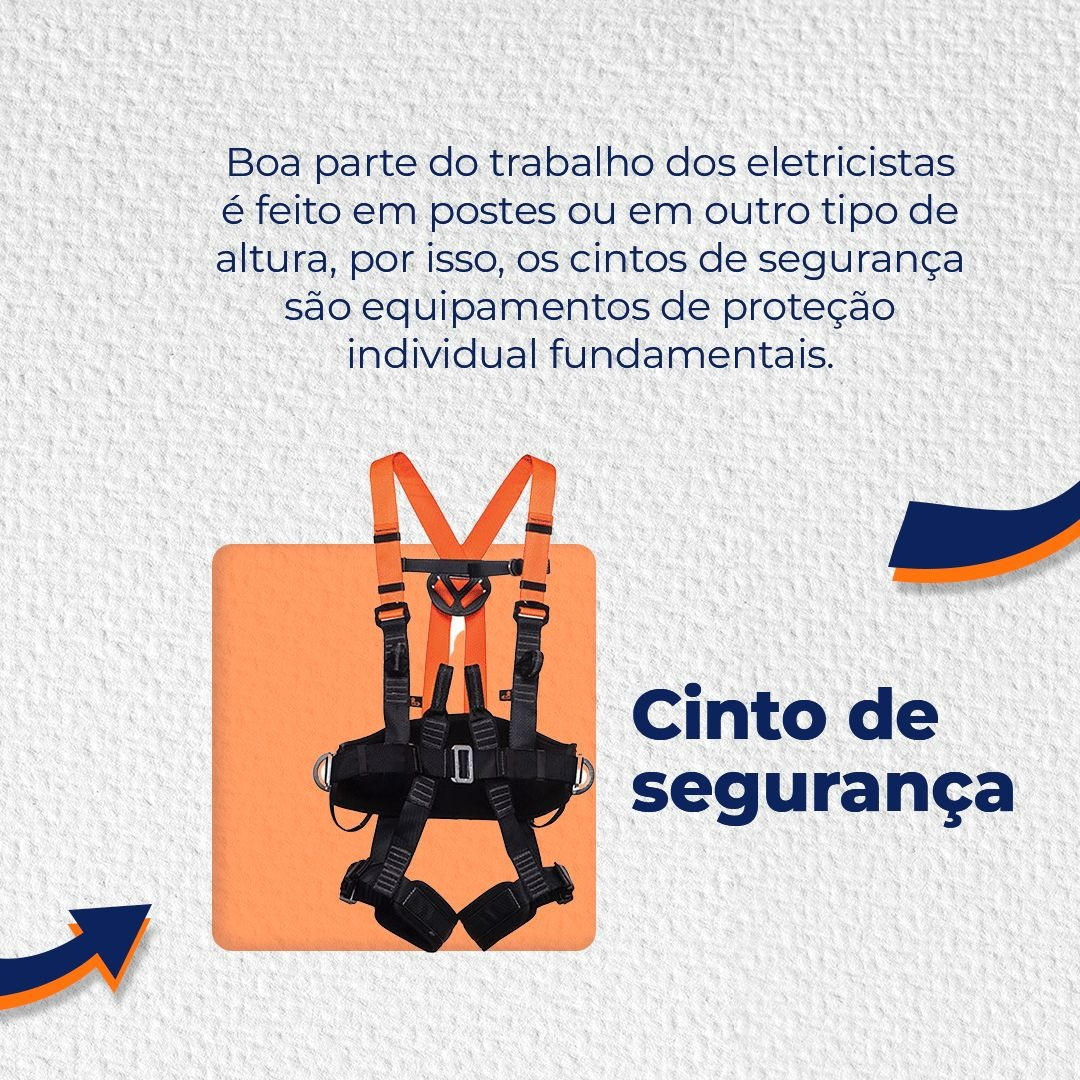 Boa parte do trabalho dos eletricistas
é feito em postes ou em outro tipo de
altura, por isso, os cintos de segurança
são equipamentos de proteção
individual fundamentais.
Cinto de
segurança